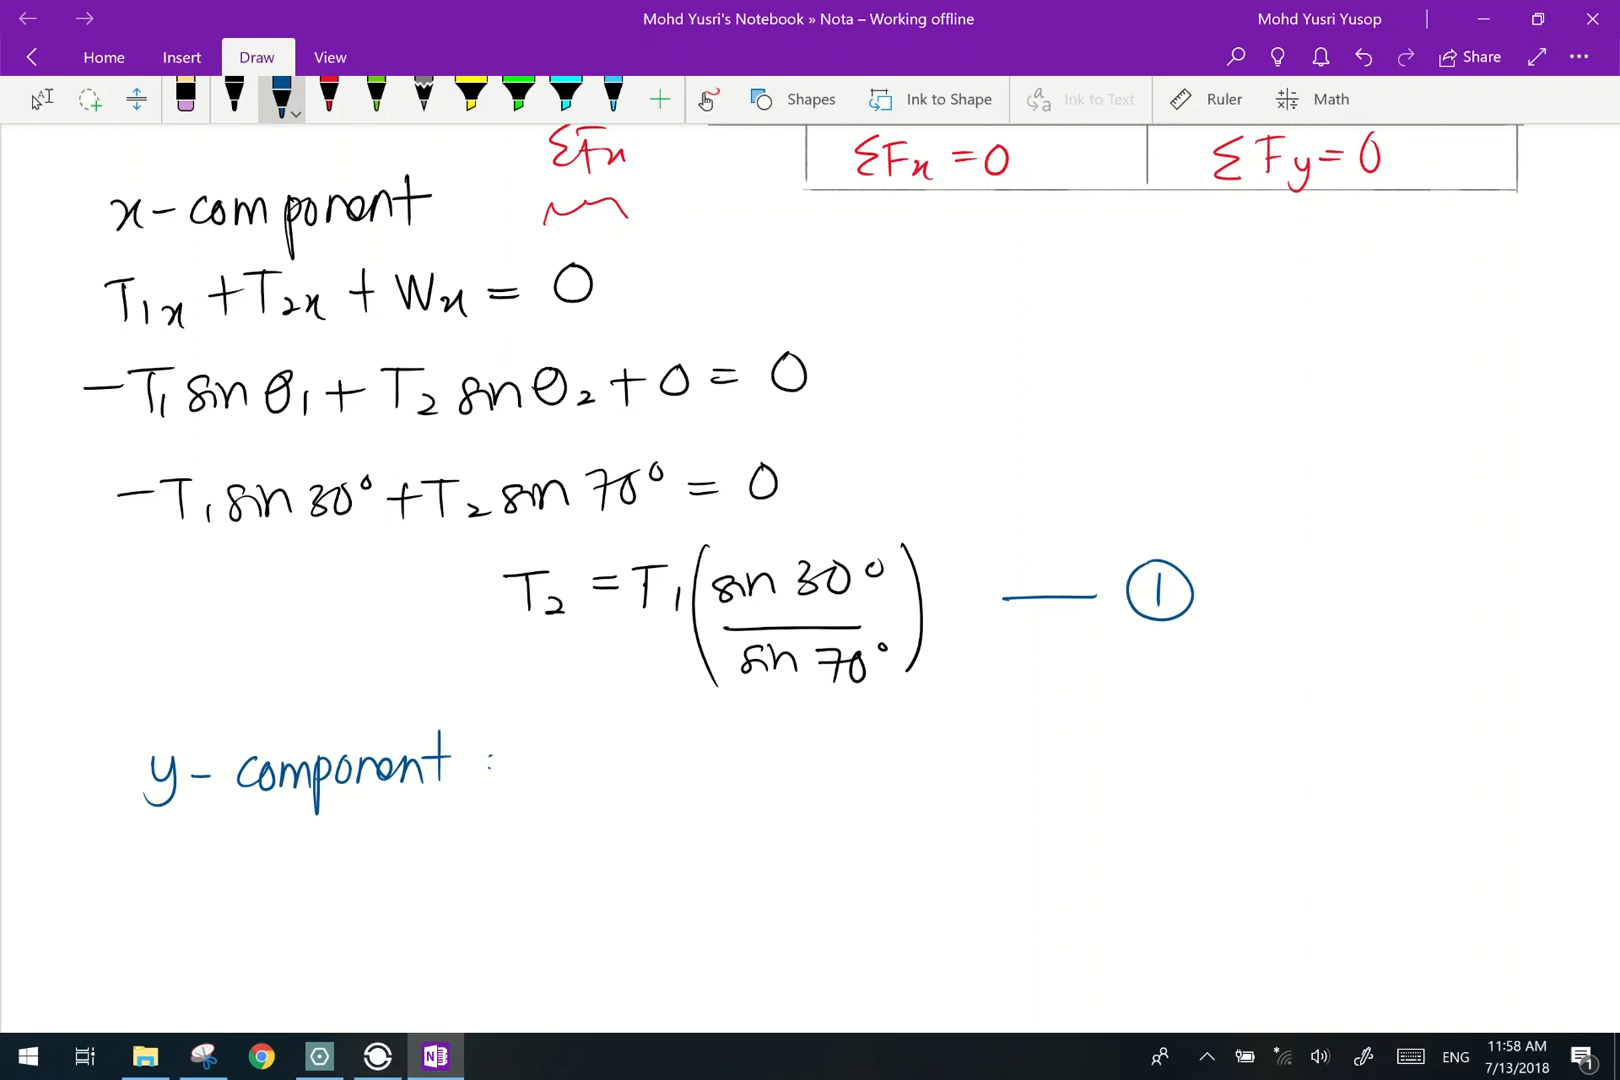 Mohd Yusri's Notebook » Nota – Working offline
Mohd Yusri Yusop
Home Insert Draw View
Share
Shapes Ink to Shape Ink to Text Ruler Math
ΣFx
ΣFx = 0
ΣFy = 0
x - component
T₁x + T₂x + Wx = 0
-T₁ sin θ₁ + T₂ sin θ₂ + 0 = 0
-T₁ sin 30° + T₂ sin 70° = 0
T₂ = T₁ (sin 30° / sin 70°) — ①
y - component :
ENG
11:58 AM
7/13/2018
1